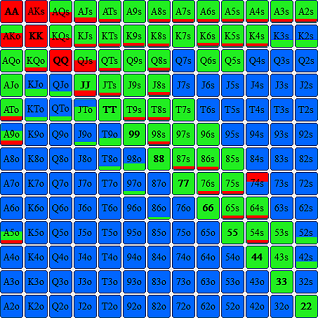 AA AKs AQs AJs ATs A9s A8s A7s A6s A5s A4s A3s A2s
AKo KK KQs KJs KTs K9s K8s K7s K6s K5s K4s K3s K2s
AQo KQo QQ QJs QTs Q9s Q8s Q7s Q6s Q5s Q4s Q3s Q2s
AJo KJo QJo JJ JTs J9s J8s J7s J6s J5s J4s J3s J2s
ATo KTo QTo JTo TT T9s T8s T7s T6s T5s T4s T3s T2s
A9o K9o Q9o J9o T9o 99 98s 97s 96s 95s 94s 93s 92s
A8o K8o Q8o J8o T8o 98o 88 87s 86s 85s 84s 83s 82s
A7o K7o Q7o J7o T7o 97o 87o 77 76s 75s 74s 73s 72s
A6o K6o Q6o J6o T6o 96o 86o 76o 66 65s 64s 63s 62s
A5o K5o Q5o J5o T5o 95o 85o 75o 65o 55 54s 53s 52s
A4o K4o Q4o J4o T4o 94o 84o 74o 64o 54o 44 43s 42s
A3o K3o Q3o J3o T3o 93o 83o 73o 63o 53o 43o 33 32s
A2o K2o Q2o J2o T2o 92o 82o 72o 62o 52o 42o 32o 22